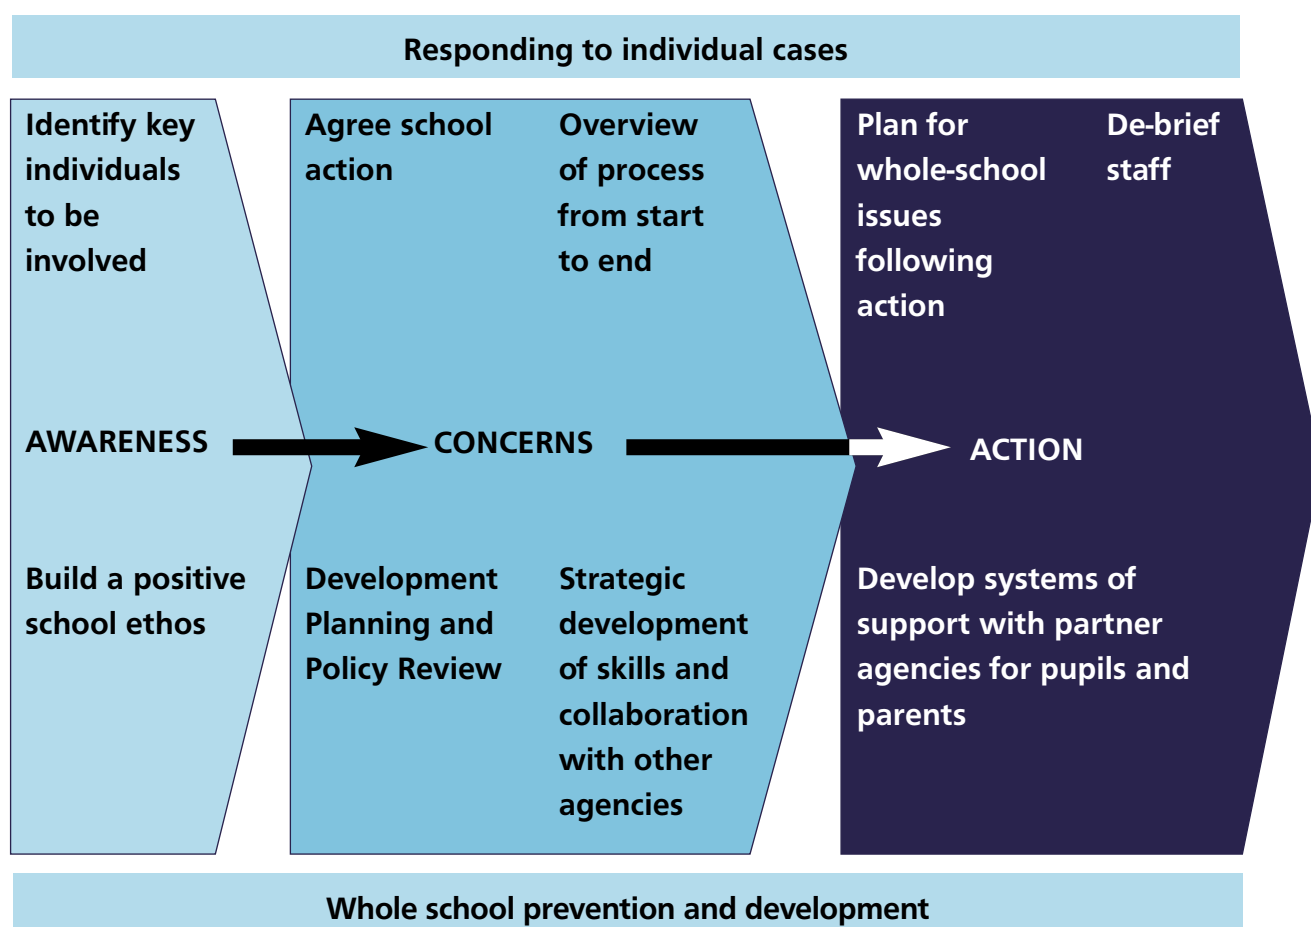 Responding to individual cases
Identify key
individuals
to be
involved
Agree school
action
Overview
of process
from start
to end
Plan for
whole-school
issues
following
action
De-brief
staff
AWARENESS
CONCERNS
ACTION
Build a positive
school ethos
Development
Planning and
Policy Review
Strategic
development
of skills and
collaboration
with other
agencies
Develop systems of
support with partner
agencies for pupils and
parents
Whole school prevention and development